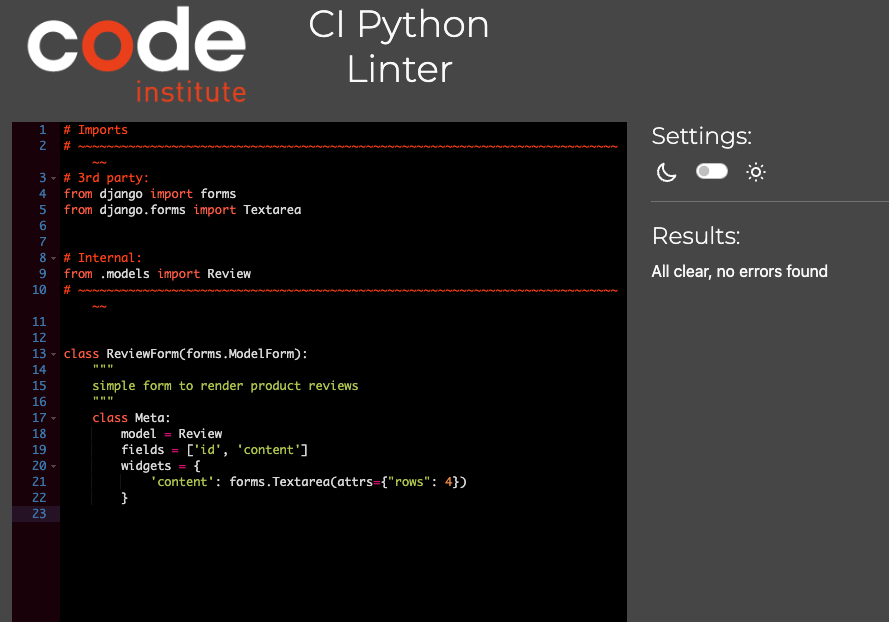 code
institute
CI Python
Linter
1 # Imports
2 # ~~~~~~~~~~~~~~~~~~~~~~~~~~~~~~~~~~~~~~~~~~~~~~~~~~~~~~~~~~~~~~~~~~~~~~~~~~~
~~
3 # 3rd party:
4 from django import forms
5 from django.forms import Textarea
6
7
8 # Internal:
9 from .models import Review
10 # ~~~~~~~~~~~~~~~~~~~~~~~~~~~~~~~~~~~~~~~~~~~~~~~~~~~~~~~~~~~~~~~~~~~~~~~~~~~
~~
11
12
13 class ReviewForm(forms.ModelForm):
14     """
15     simple form to render product reviews
16     """
17     class Meta:
18         model = Review
19         fields = ['id', 'content']
20         widgets = {
21             'content': forms.Textarea(attrs={"rows": 4})
22         }
23
Settings:
Results:
All clear, no errors found